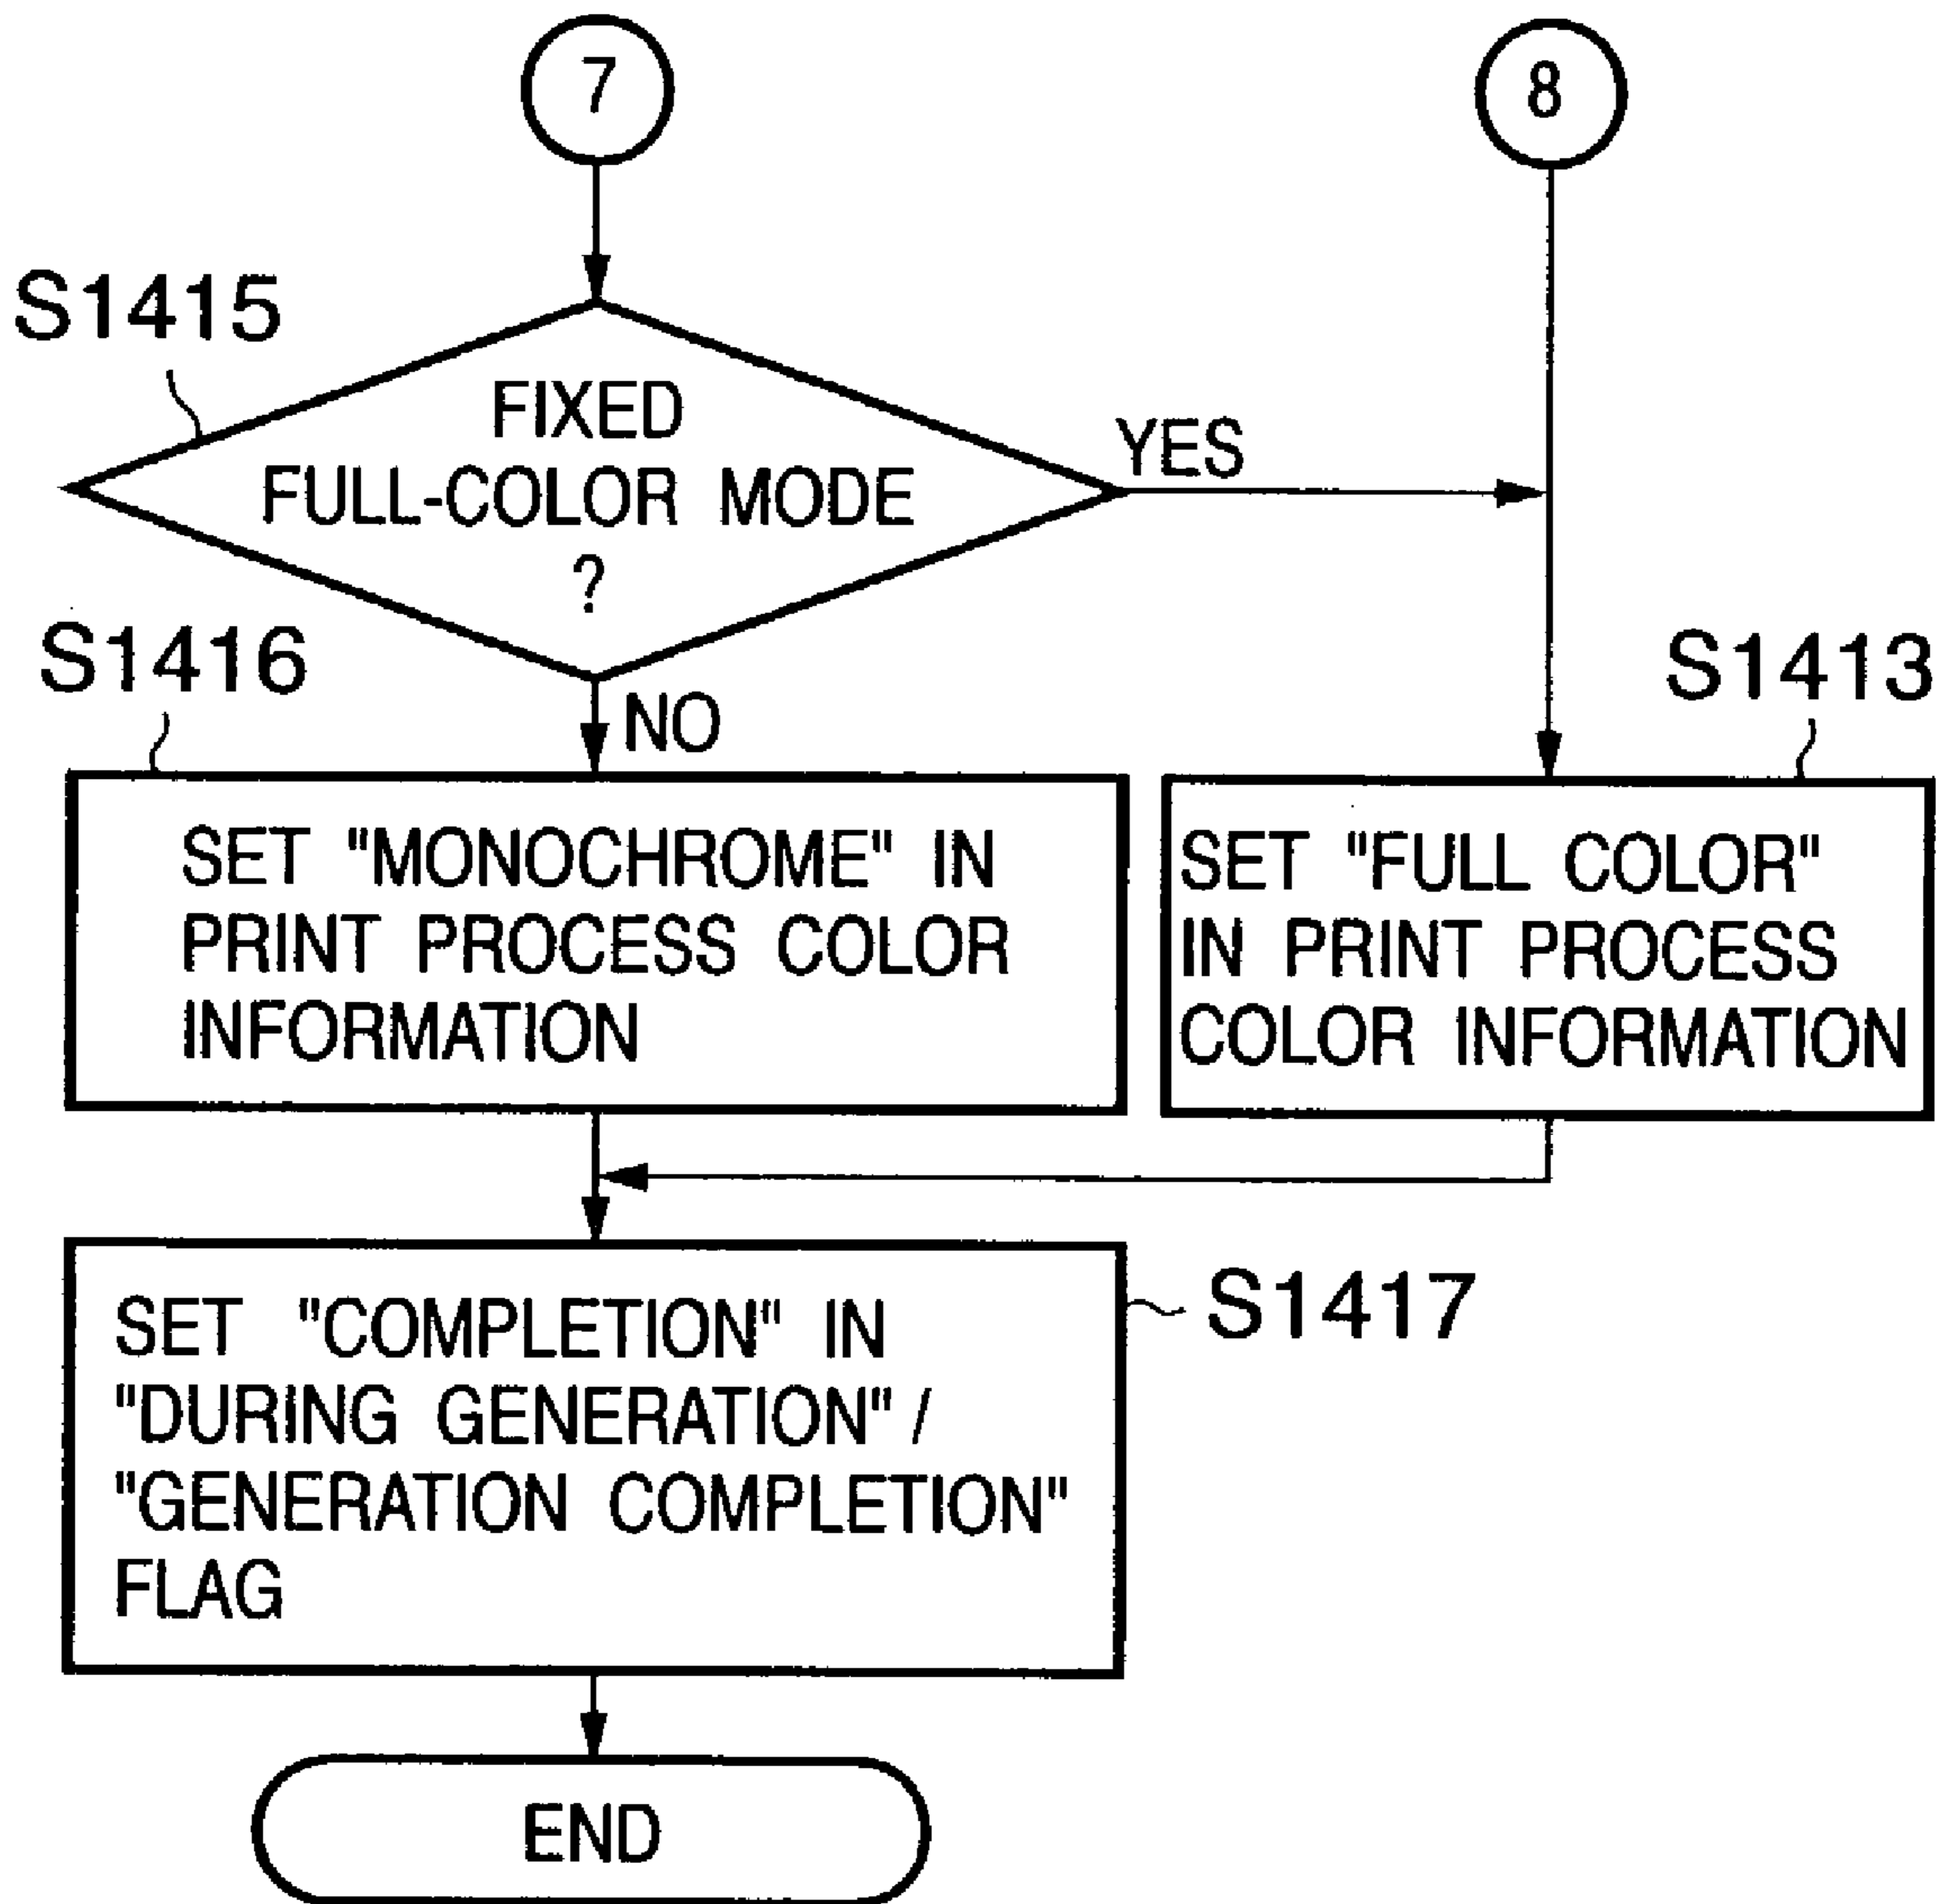 7
8
S1415
FIXED
FULL-COLOR MODE
?
YES
S1416
NO
S1413
SET "MONOCHROME" IN
PRINT PROCESS COLOR
INFORMATION
SET "FULL COLOR"
IN PRINT PROCESS
COLOR INFORMATION
SET "COMPLETION" IN
"DURING GENERATION" /
"GENERATION COMPLETION"
FLAG
S1417
END